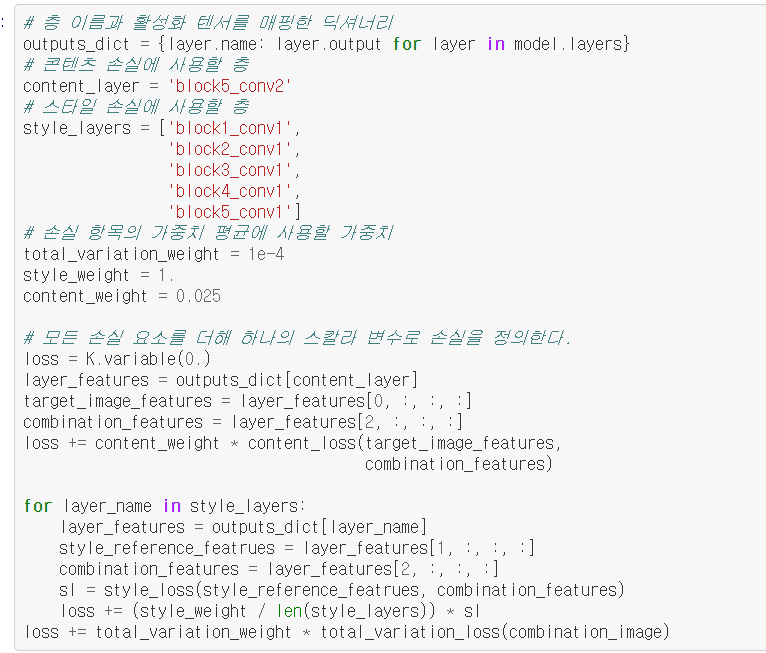 :
# 층 이름과 활성화 텐서를 매핑한 딕셔너리
outputs_dict = {layer.name: layer.output for layer in model.layers}
# 콘텐츠 손실에 사용할 층
content_layer = 'block5_conv2'
# 스타일 손실에 사용할 층
style_layers = ['block1_conv1',
                'block2_conv1',
                'block3_conv1',
                'block4_conv1',
                'block5_conv1']
# 손실 항목의 가중치 평균에 사용할 가중치
total_variation_weight = 1e-4
style_weight = 1.
content_weight = 0.025

# 모든 손실 요소를 더해 하나의 스칼라 변수로 손실을 정의한다.
loss = K.variable(0.)
layer_features = outputs_dict[content_layer]
target_image_features = layer_features[0, :, :, :]
combination_features = layer_features[2, :, :, :]
loss += content_weight * content_loss(target_image_features,
                                      combination_features)

for layer_name in style_layers:
    layer_features = outputs_dict[layer_name]
    style_reference_featrues = layer_features[1, :, :, :]
    combination_features = layer_features[2, :, :, :]
    sl = style_loss(style_reference_featrues, combination_features)
    loss += (style_weight / len(style_layers)) * sl
loss += total_variation_weight * total_variation_loss(combination_image)